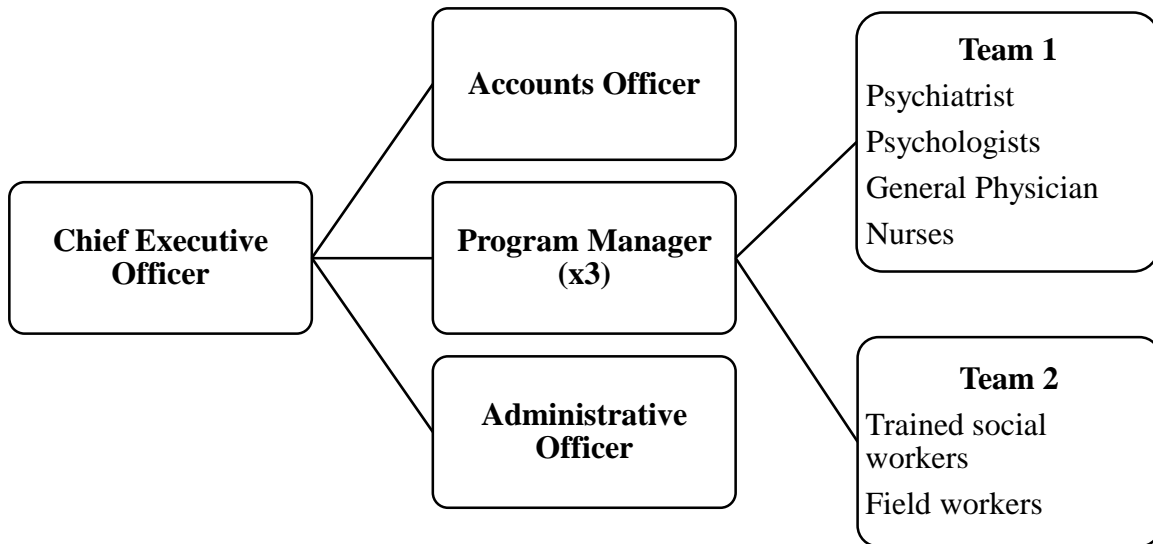 Chief Executive
Officer
Accounts Officer
Program Manager
(x3)
Administrative
Officer
Team 1
Psychiatrist
Psychologists
General Physician
Nurses
Team 2
Trained social
workers
Field workers